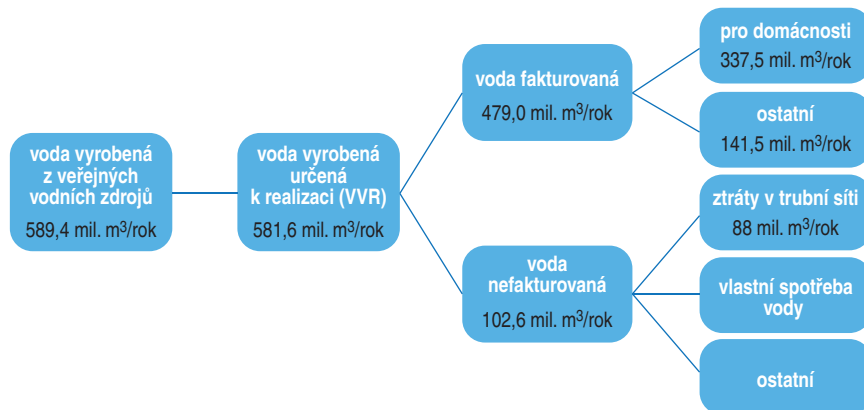 voda vyrobená
z veřejných
vodních zdrojů
589,4 mil. m³/rok
voda vyrobená
určená
k realizaci (VVR)
581,6 mil. m³/rok
voda fakturovaná
479,0 mil. m³/rok
pro domácnosti
337,5 mil. m³/rok
ostatní
141,5 mil. m³/rok
voda
nefakturovaná
102,6 mil. m³/rok
ztráty v trubní síti
88 mil. m³/rok
vlastní spotřeba
vody
ostatní